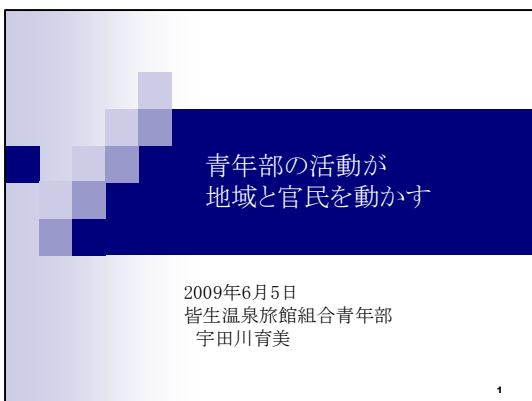 青年部の活動が
地域と官民を動かす
2009年6月5日
皆生温泉旅館組合青年部
宇田川育美
1